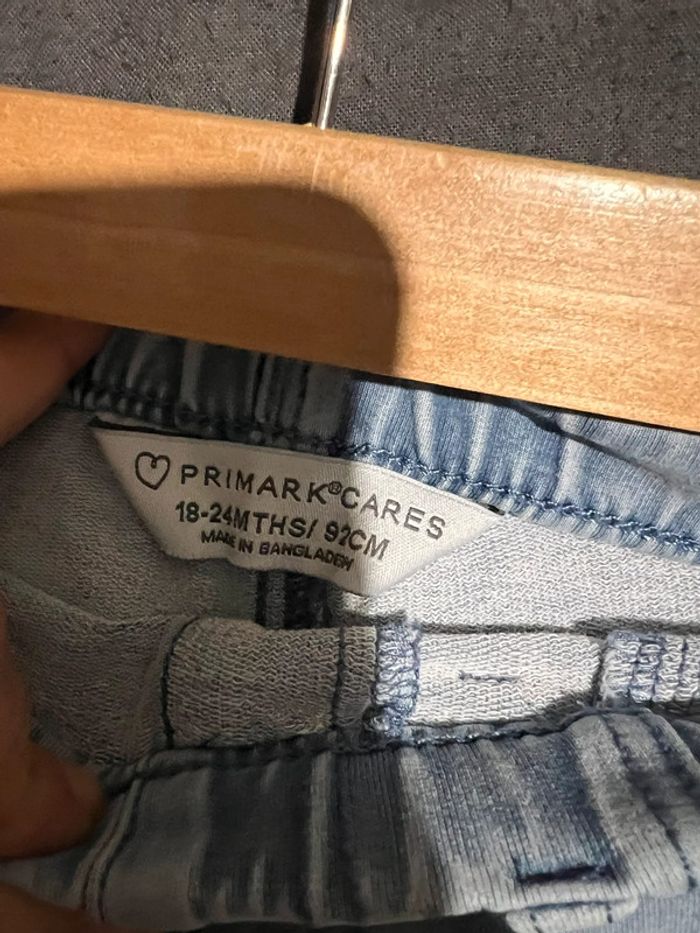 PRIMARK® CARES
18-24MTHS/ 92CM
MADE IN BANGLADESH